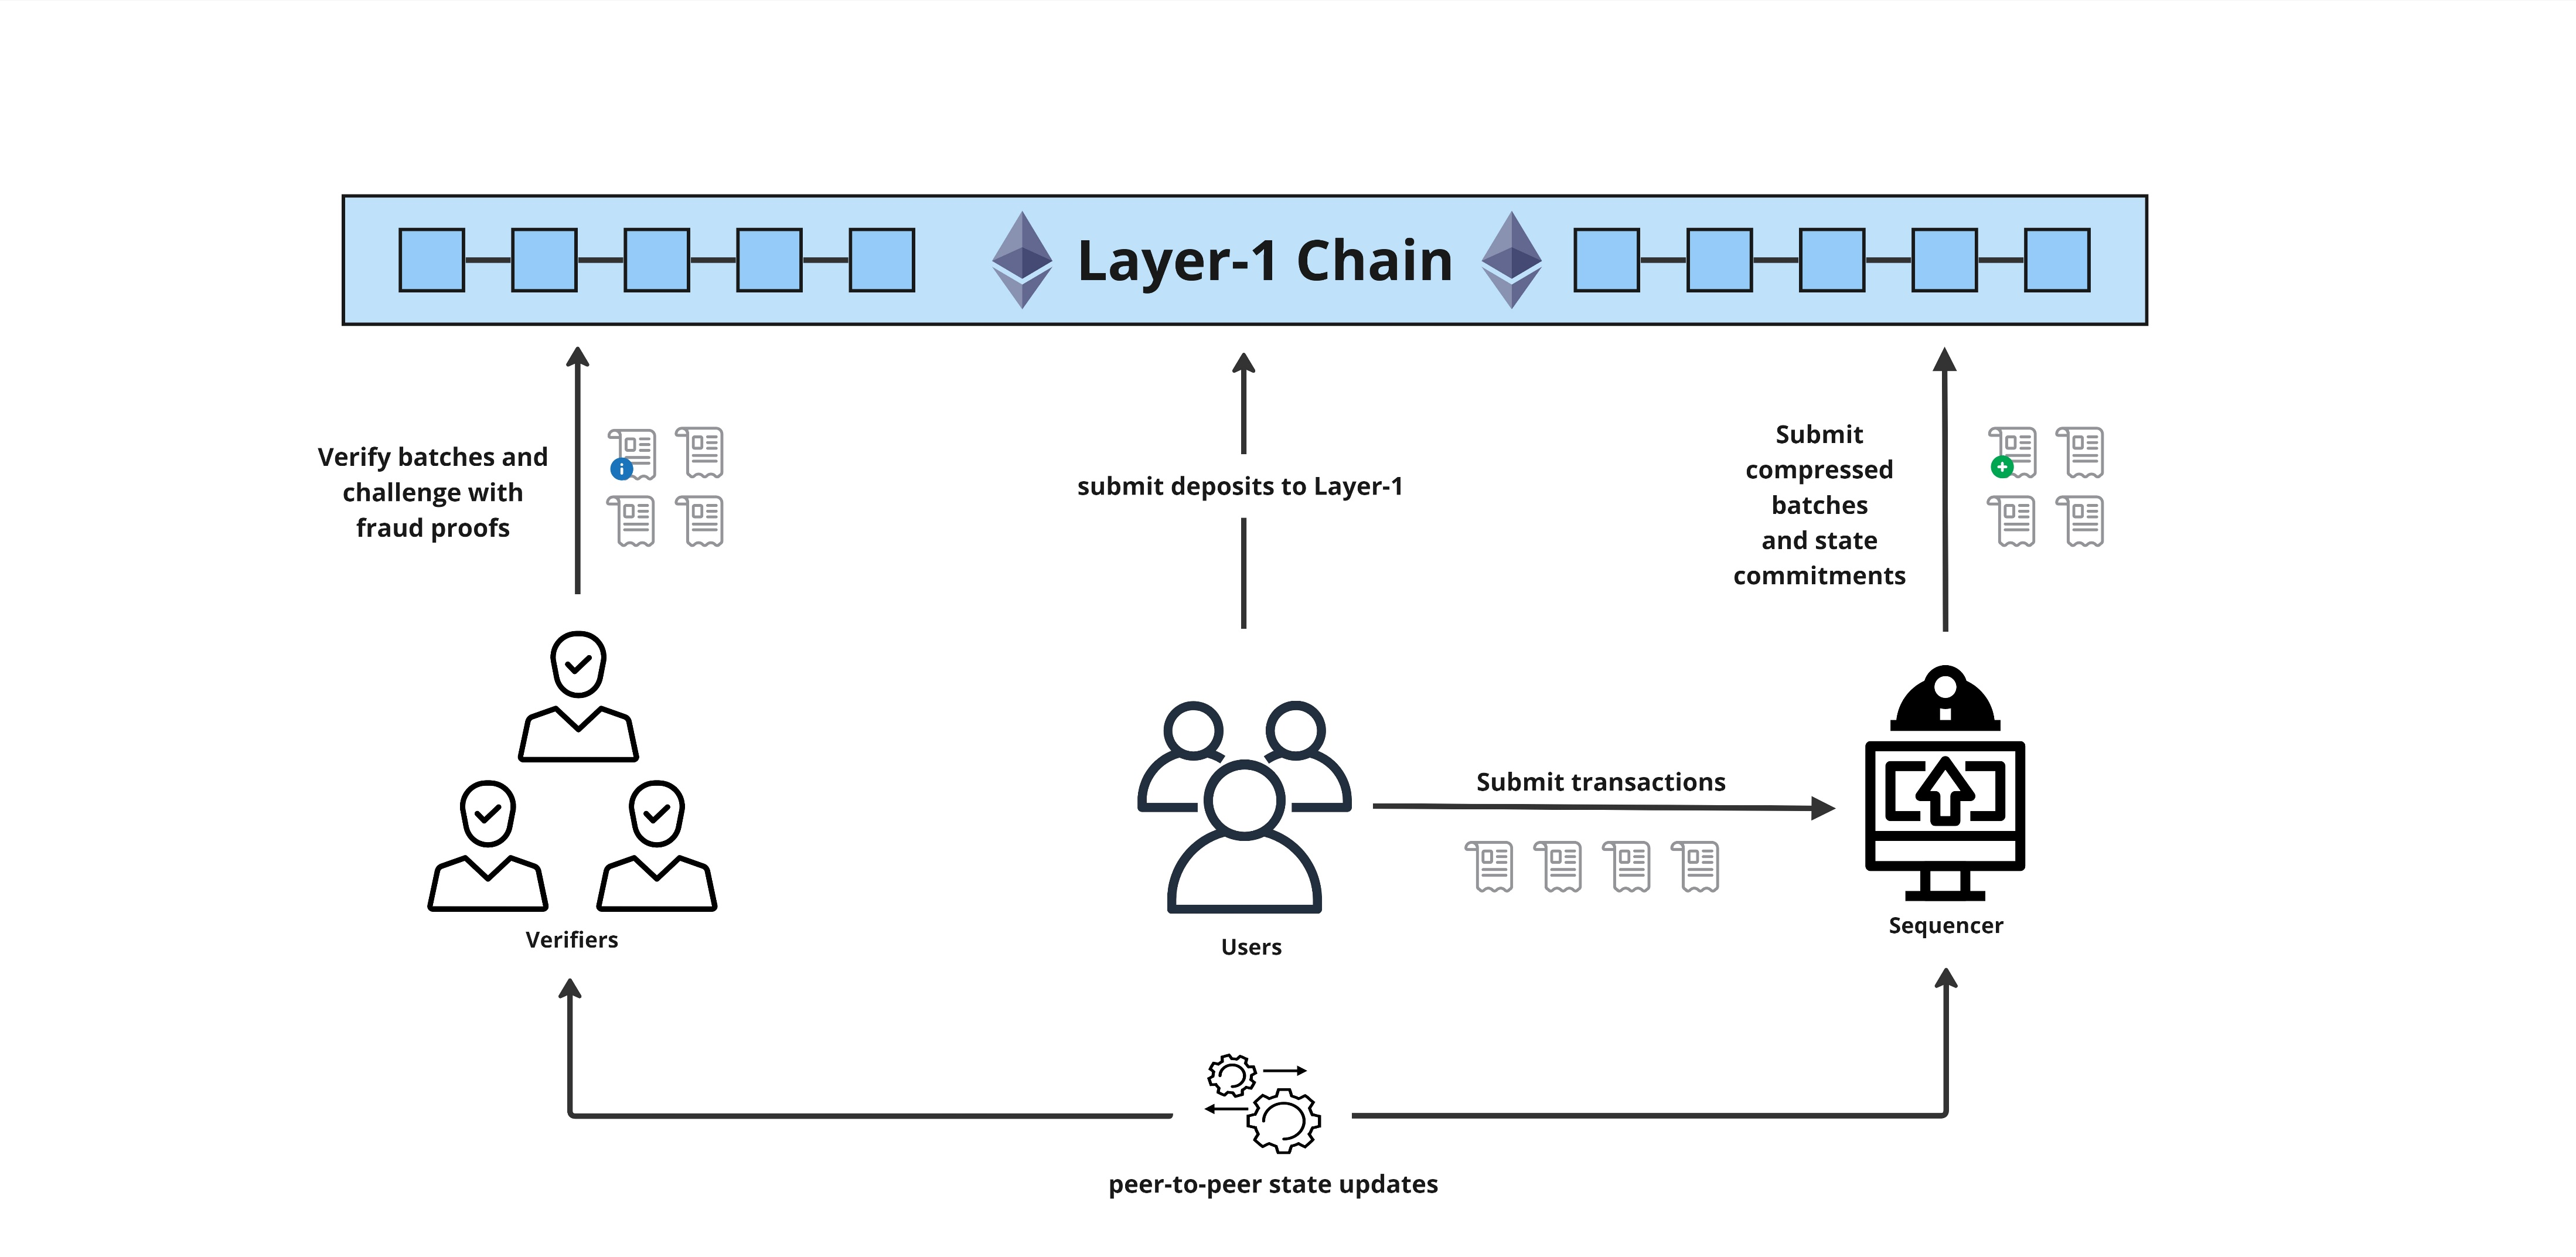 Layer-1 Chain
Verify batches and
challenge with
fraud proofs
submit deposits to Layer-1
Submit
compressed
batches
and state
commitments
Submit transactions
Verifiers
Users
Sequencer
peer-to-peer state updates